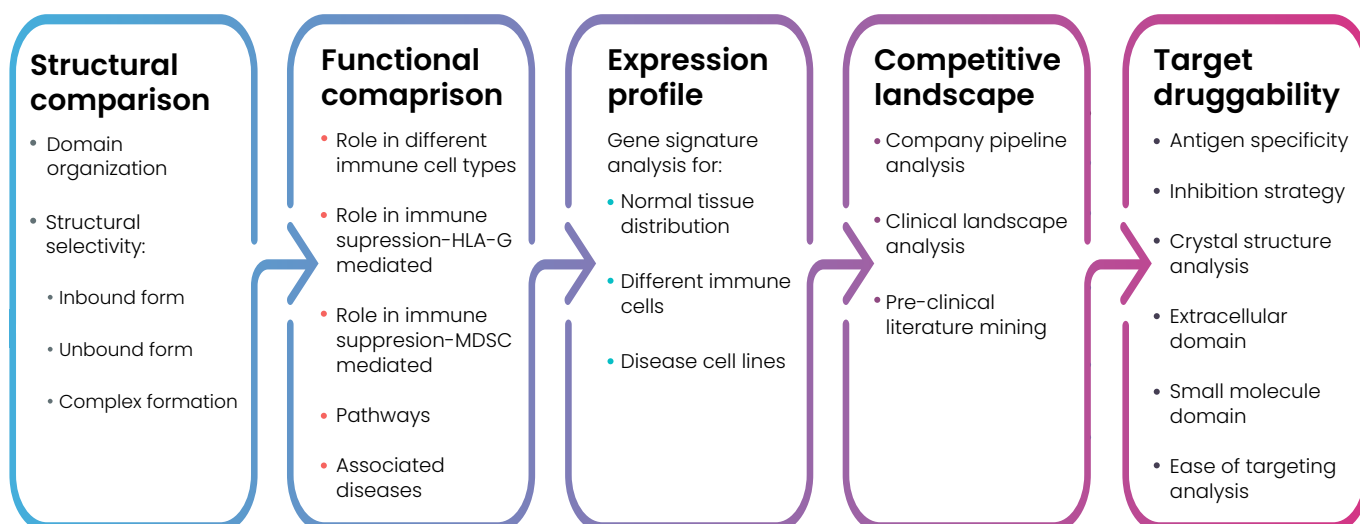 Structural
comparison
• Domain
organization
• Structural
selectivity:
• Inbound form
• Unbound form
• Complex formation
Functional
comaprison
• Role in different
immune cell types
• Role in immune
supression-HLA-G
mediated
• Role in immune
suppresion-MDSC
mediated
• Pathways
• Associated
diseases
Expression
profile
Gene signature
analysis for:
• Normal tissue
distribution
• Different immune
cells
• Disease cell lines
Competitive
landscape
• Company pipeline
analysis
• Clinical landscape
analysis
• Pre-clinical
literature mining
Target
druggability
• Antigen specificity
• Inhibition strategy
• Crystal structure
analysis
• Extracellular
domain
• Small molecule
domain
• Ease of targeting
analysis